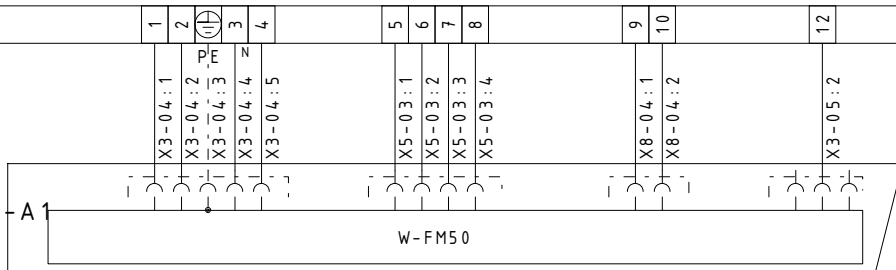 1 2 3 4 5 6 7 8 9 10 12
PE N
X3-04:1 X3-04:2 X3-04:3 X3-04:4 X3-04:5 X5-03:1 X5-03:2 X5-03:3 X5-03:4 X8-04:1 X8-04:2 X3-05:2
-A1
W-FM50